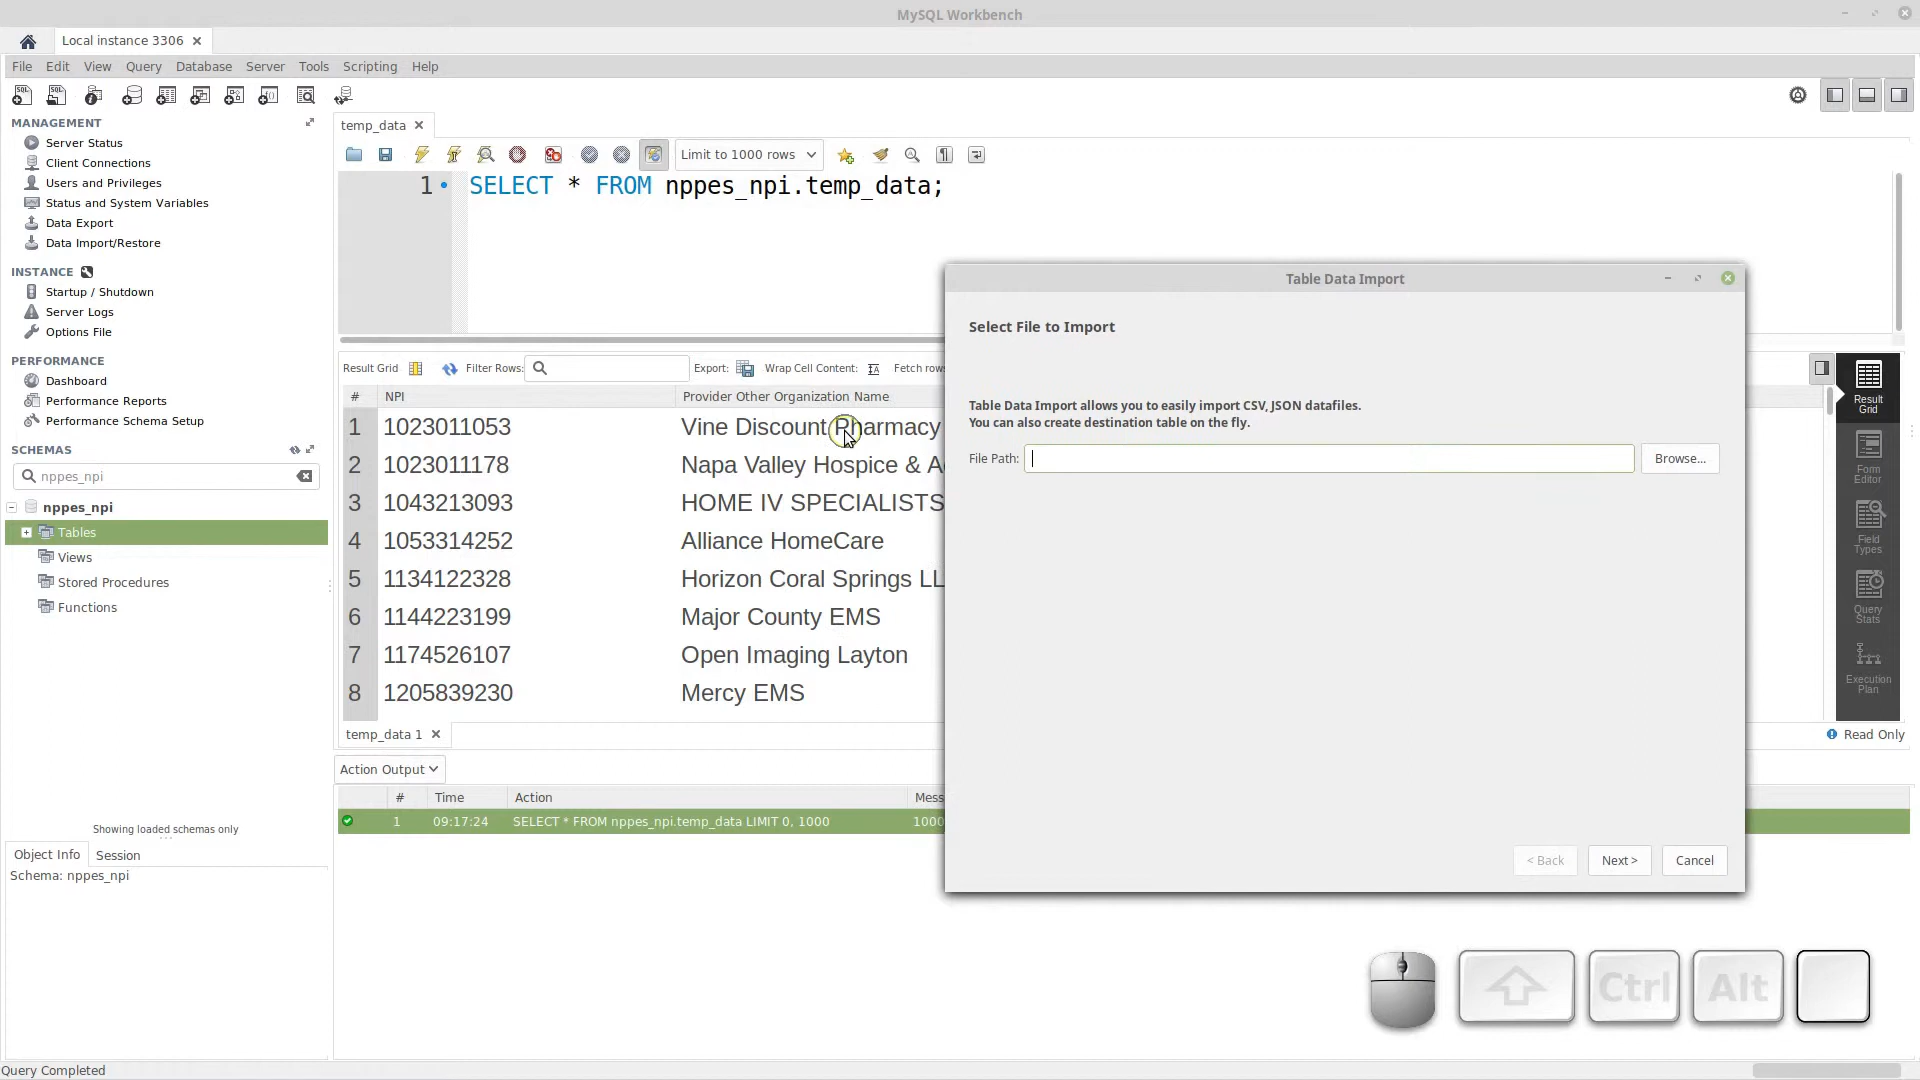 MySQL Workbench
Local instance 3306
File Edit View Query Database Server Tools Scripting Help
MANAGEMENT
Server Status
Client Connections
Users and Privileges
Status and System Variables
Data Export
Data Import/Restore
INSTANCE
Startup / Shutdown
Server Logs
Options File
PERFORMANCE
Dashboard
Performance Reports
Performance Schema Setup
SCHEMAS
nppes_npi
nppes_npi
Tables
Views
Stored Procedures
Functions
Showing loaded schemas only
Object Info Session
Schema: nppes_npi
Query Completed
temp_data
Limit to 1000 rows
1 SELECT * FROM nppes_npi.temp_data;
Result Grid Filter Rows: Export: Wrap Cell Content: Fetch row
# NPI Provider Other Organization Name
1 1023011053 Vine Discount Pharmacy
2 1023011178 Napa Valley Hospice &
3 1043213093 HOME IV SPECIALISTS
4 1053314252 Alliance HomeCare
5 1134122328 Horizon Coral Springs LL
6 1144223199 Major County EMS
7 1174526107 Open Imaging Layton
8 1205839230 Mercy EMS
temp_data 1
Read Only
Action Output
# Time Action Mess
1 09:17:24 SELECT * FROM nppes_npi.temp_data LIMIT 0, 1000 1000
Table Data Import
Select File to Import
Table Data Import allows you to easily import CSV, JSON datafiles.
You can also create destination table on the fly.
File Path: Browse...
< Back Next > Cancel
Result
Grid
Form
Editor
Field
Types
Query
Stats
Execution
Plan
Ctrl Alt